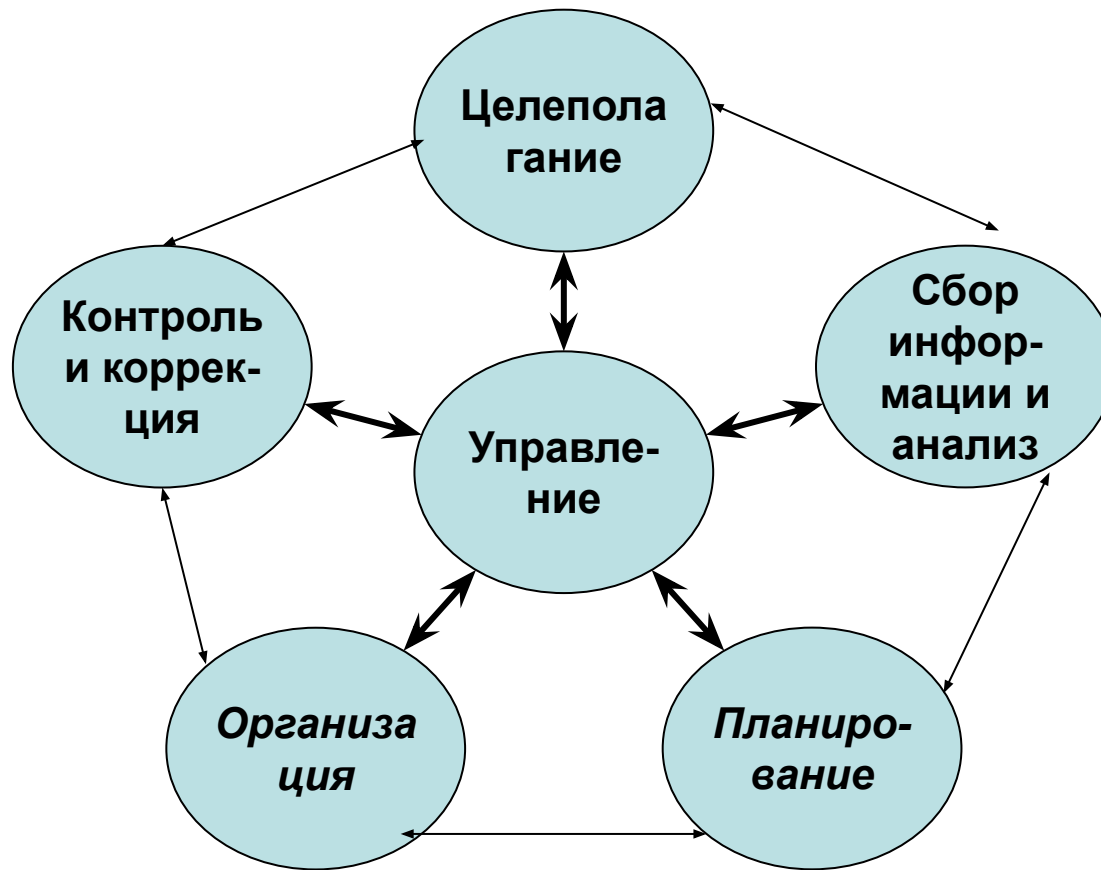 Целепола
гание
Контроль
и коррек-
ция
Сбор
инфор-
мации и
анализ
Управле-
ние
Организа
ция
Планиро-
вание